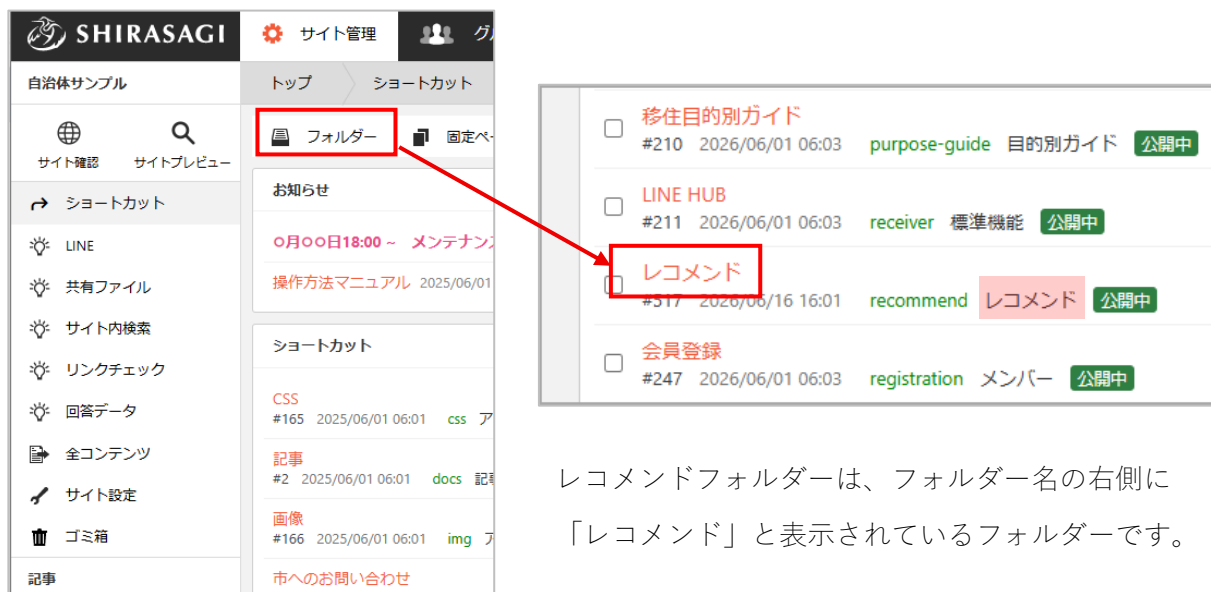 SHIRASAGI
サイト管理
自治体サンプル
トップ ショートカット
サイト確認 サイトプレビュー
フォルダー
ショートカット
お知らせ
LINE
○月○○日18:00 ~
共有ファイル
操作方法マニュアル 2025/06/01
サイト内検索
ショートカット
リンクチェック
CSS
#165 2025/06/01 06:01 css
回答データ
記事
#2 2025/06/01 06:01 docs
全コンテンツ
サイト設定
画像
#166 2025/06/01 06:01 img
ゴミ箱
市へのお問い合わせ
記事
移住目的別ガイド
#210 2026/06/01 06:03 purpose-guide 目的別ガイド 公開中
LINE HUB
#211 2026/06/01 06:03 receiver 標準機能 公開中
レコメンド
#317 2026/06/16 16:01 recommend レコメンド 公開中
会員登録
#247 2026/06/01 06:03 registration メンバー 公開中
レコメンドフォルダーは、フォルダー名の右側に
「レコメンド」と表示されているフォルダーです。